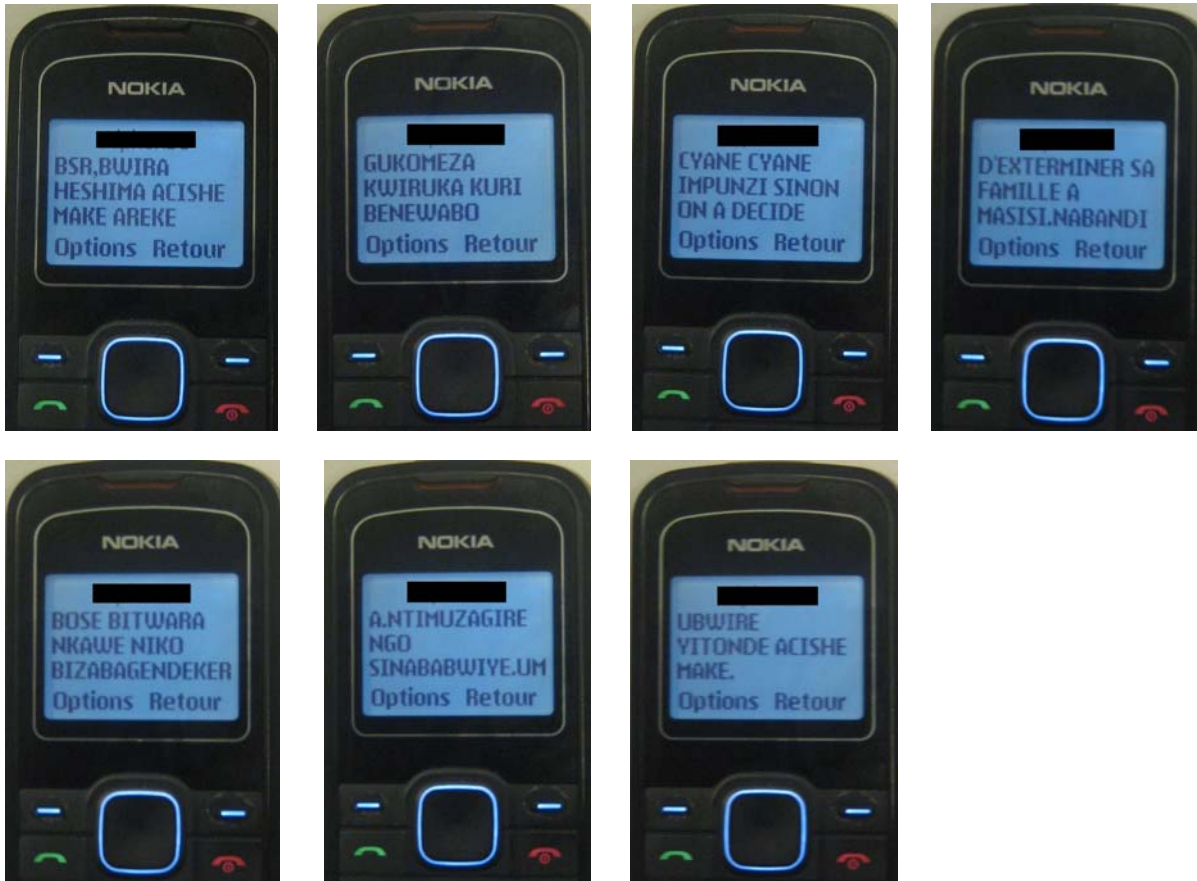 NOKIA
BSR,BWIRA
HESHIMA ACISHE
MAKE AREKE
Options Retour
NOKIA
GUKOMEZA
KWIRUKA KURI
BENEWABO
Options Retour
NOKIA
CYANE CYANE
IMPUNZI SINON
ON A DECIDE
Options Retour
NOKIA
D'EXTERMINER SA
FAMILLE A
MASISI.NABANDI
Options Retour
NOKIA
BOSE BITWARA
NKAWE NIKO
BIZABAGENDEKER
Options Retour
NOKIA
A.NTIMUZAGIRE
NGO
SINABABWIYE.UM
Options Retour
NOKIA
UBWIRE
YITONDE ACISHE
MAKE.
Options Retour